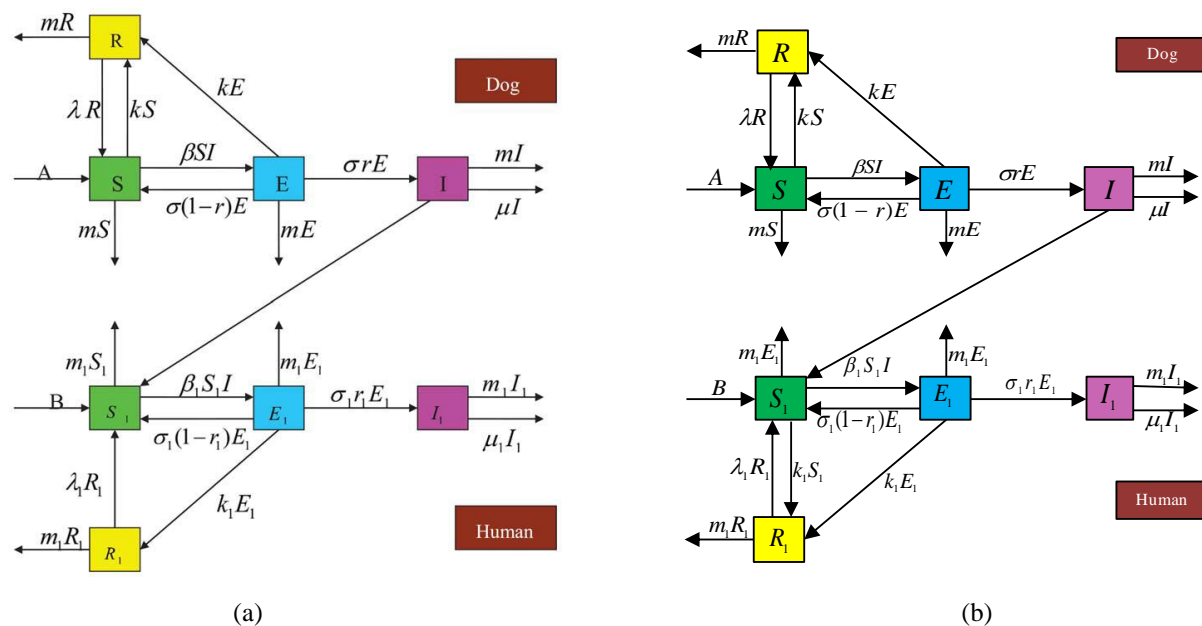 mR
R
Dog
kE
λR
kS
A
S
βSI
E
σrE
I
mI
σ(1−r)E
μI
mS
mE
m₁S₁
m₁E₁
B
S₁
β₁S₁I
E₁
σ₁r₁E₁
I₁
m₁I₁
σ₁(1−r₁)E₁
μ₁I₁
λ₁R₁
k₁E₁
m₁R₁
R₁
Human
(a)
mR
R
Dog
kE
λR
kS
A
S
βSI
E
σrE
I
mI
σ(1 − r)E
μI
mS
mE
m₁E₁
m₁E₁
B
S₁
β₁S₁I
E₁
σ₁r₁E₁
I₁
m₁I₁
σ₁(1−r₁)E₁
μ₁I₁
λ₁R₁
k₁S₁
k₁E₁
m₁R₁
R₁
Human
(b)